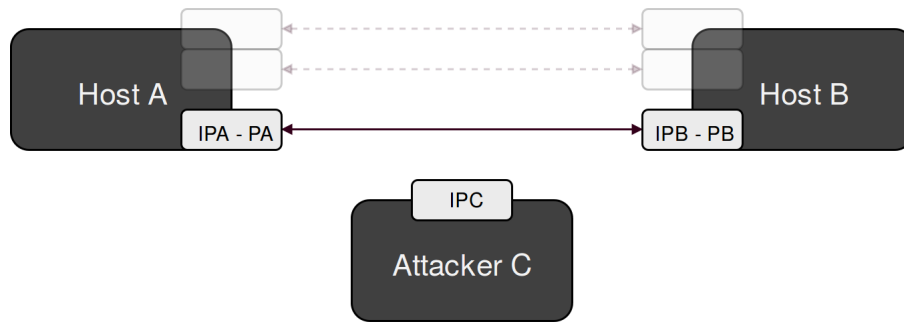 Host A
Host B
IPA - PA
IPB - PB
IPC
Attacker C